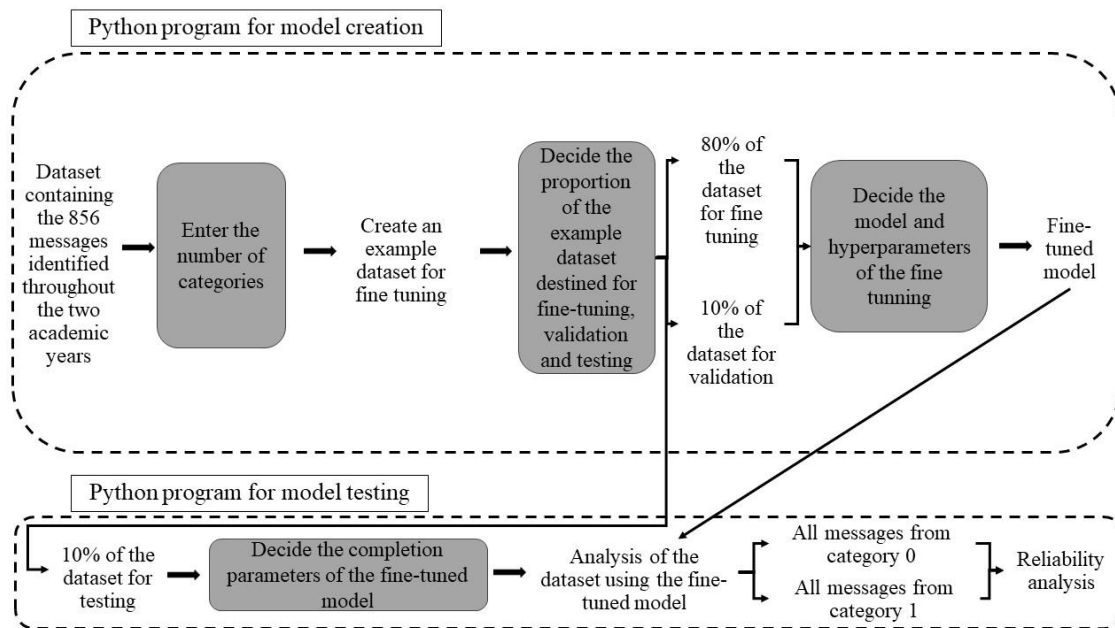 Python program for model creation
Dataset
containing
the 856
messages
identified
throughout
the two
academic
years
Enter the
number of
categories
Create an
example
dataset for
fine tuning
Decide the
proportion
of the
example
dataset
destined for
fine-tuning,
validation
and testing
80% of
the
dataset
for fine
tuning
10% of
the
dataset for
validation
Decide the
model and
hyperparameters
of the fine
tunning
Fine-
tuned
model
Python program for model testing
10% of the
dataset for
testing
Decide the completion
parameters of the fine-tuned
model
Analysis of the
dataset using the fine-
tuned model
All messages from
category 0
All messages from
category 1
Reliability
analysis